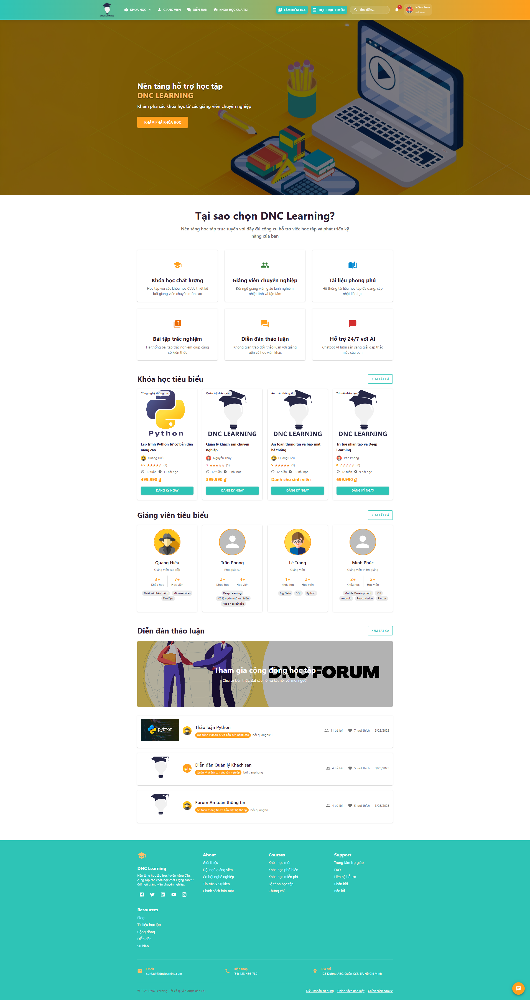 DNC LEARNING
KHÓA HỌC
GIẢNG VIÊN
DIỄN ĐÀN
KHÓA HỌC CỦA TÔI
LÀM KIỂM TRA
HỌC TRỰC TUYẾN
Tìm kiếm...
5
Lê Văn Toàn
Sinh viên
Nền tảng hỗ trợ học tập
DNC LEARNING
Khám phá các khóa học từ các giảng viên chuyên nghiệp
KHÁM PHÁ KHÓA HỌC
Tại sao chọn DNC Learning?
Nền tảng học tập trực tuyến với đầy đủ công cụ hỗ trợ việc học tập và phát triển kỹ
năng của bạn
Khóa học chất lượng
Học tập với các khóa học được thiết kế
bởi giảng viên chuyên môn cao
Giảng viên chuyên nghiệp
Đội ngũ giảng viên giàu kinh nghiệm,
nhiệt tình và tận tâm
Tài liệu phong phú
Hệ thống tài liệu học tập đa dạng, cập
nhật liên tục
Bài tập trắc nghiệm
Hệ thống bài tập trắc nghiệm giúp củng
cố kiến thức
Diễn đàn thảo luận
Không gian trao đổi, thảo luận với giảng
viên và học viên khác
Hỗ trợ 24/7 với AI
Chatbot AI luôn sẵn sàng giải đáp thắc
mắc của bạn
Khóa học tiêu biểu
XEM TẤT CẢ
Công nghệ thông tin
Python
Lập trình Python từ cơ bản đến
nâng cao
Quang Hiếu
4.5 (2)
12 tuần 11 bài học
499.990 ₫
ĐĂNG KÝ NGAY
Quản trị khách sạn
DNC LEARNING
Quản lý khách sạn chuyên
nghiệp
Nguyễn Thủy
3 (1)
12 tuần 9 bài học
399.990 ₫
ĐĂNG KÝ NGAY
An toàn thông tin
DNC LEARNING
An toàn thông tin và bảo mật
hệ thống
Quang Hiếu
5 (1)
12 tuần 10 bài học
Dành cho sinh viên
ĐĂNG KÝ NGAY
Trí tuệ nhân tạo
DNC LEARNING
Trí tuệ nhân tạo và Deep
Learning
Trần Phong
0 (0)
12 tuần 9 bài học
699.990 ₫
ĐĂNG KÝ NGAY
Giảng viên tiêu biểu
XEM TẤT CẢ
Quang Hiếu
Giảng viên cao cấp
3+ 7+
Khóa học Học viên
Thiết kế phần mềm Microservices
DevOps
Trần Phong
Phó giáo sư
2+ 4+
Khóa học Học viên
Deep Learning
Xử lý ngôn ngữ tự nhiên
Khoa học dữ liệu
Lê Trang
Giảng viên
1+ 2+
Khóa học Học viên
Big Data SQL Python
Minh Phúc
Giảng viên thỉnh giảng
2+ 2+
Khóa học Học viên
Mobile Development iOS
Android React Native Flutter
Diễn đàn thảo luận
XEM TẤT CẢ
DNC FORUM
Tham gia cộng đồng học tập
Chia sẻ kiến thức, đặt câu hỏi và kết nối với mọi người
python
Thảo luận Python
Lập trình Python từ cơ bản đến nâng cao bởi quanghieu
11 trả lời 7 lượt thích 3/28/2025
npho
Diễn đàn Quản lý Khách sạn
Quản lý khách sạn chuyên nghiệp bởi tranphong
4 trả lời 5 lượt thích 3/28/2025
Forum An toàn thông tin
An toàn thông tin và bảo mật hệ thống bởi quanghieu
4 trả lời 5 lượt thích 3/28/2025
DNC Learning
Nền tảng học tập trực tuyến hàng đầu,
cung cấp các khóa học chất lượng cao từ
đội ngũ giảng viên chuyên nghiệp.
About
Giới thiệu
Đội ngũ giảng viên
Cơ hội nghề nghiệp
Tin tức & Sự kiện
Chính sách bảo mật
Courses
Khóa học mới
Khóa học phổ biến
Khóa học miễn phí
Lộ trình học tập
Chứng chỉ
Support
Trung tâm trợ giúp
FAQ
Liên hệ hỗ trợ
Phản hồi
Báo lỗi
Resources
Blog
Tài liệu học tập
Cộng đồng
Diễn đàn
Sự kiện
Email
contact@dnclearning.com
Điện thoại
(84) 123-456-789
Địa chỉ
123 Đường ABC, Quận XYZ, TP. Hồ Chí Minh
© 2025 DNC Learning. Tất cả quyền được bảo lưu.
Điều khoản sử dụng
Chính sách bảo mật
Chính sách cookie